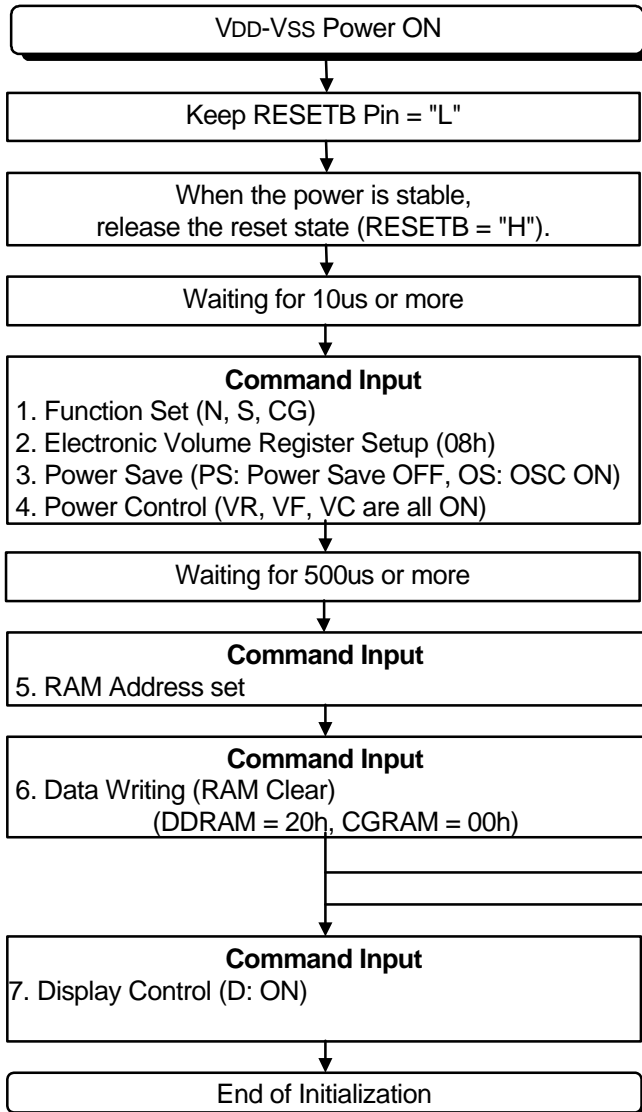 VDD-VSS Power ON
Keep RESETB Pin = "L"
When the power is stable,
release the reset state (RESETB = "H").
Waiting for 10us or more
Command Input
1. Function Set (N, S, CG)
2. Electronic Volume Register Setup (08h)
3. Power Save (PS: Power Save OFF, OS: OSC ON)
4. Power Control (VR, VF, VC are all ON)
Waiting for 500us or more
Command Input
5. RAM Address set
Command Input
6. Data Writing (RAM Clear)
(DDRAM = 20h, CGRAM = 00h)
Command Input
7. Display Control (D: ON)
End of Initialization